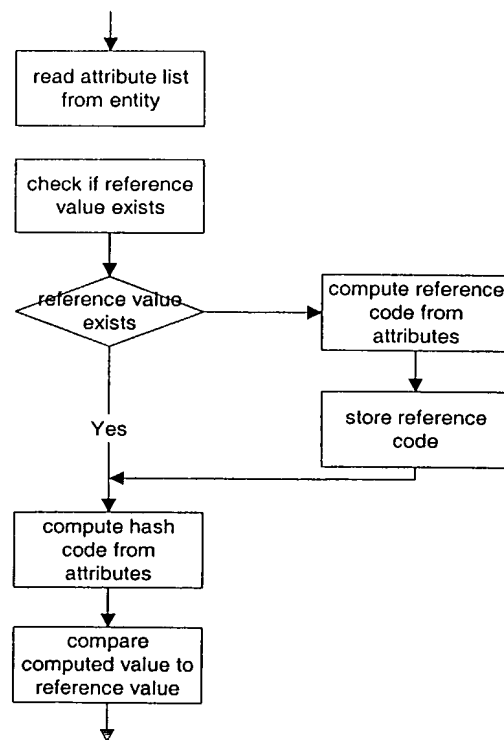 read attribute list
from entity
check if reference
value exists
reference value
exists
compute reference
code from
attributes
store reference
code
Yes
compute hash
code from
attributes
compare
computed value to
reference value